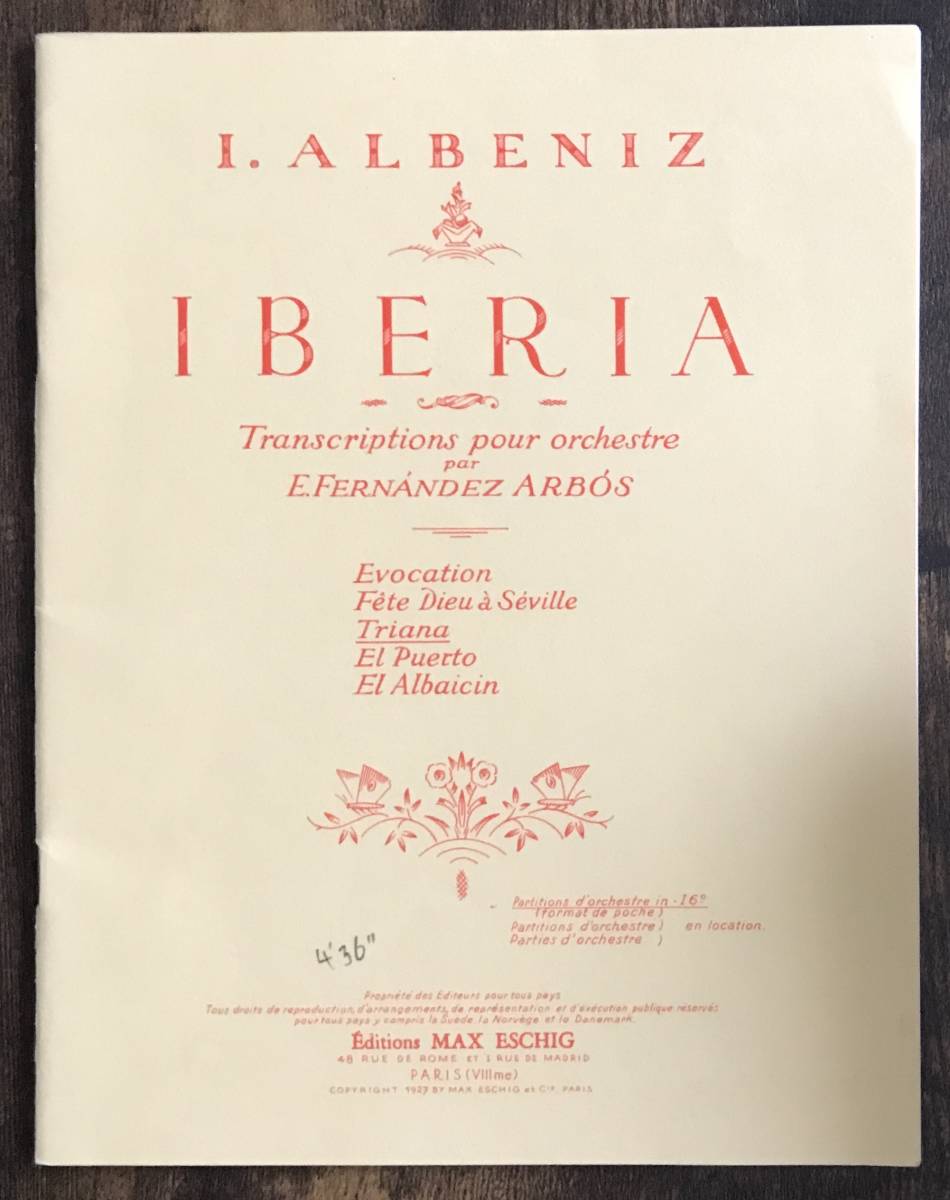 I. ALBENIZ
IBERIA
Transcriptions pour orchestre
par
E. FERNÁNDEZ ARBÓS
Evocation
Fête Dieu à Séville
Triana
El Puerto
El Albaicin
Partitions d'orchestre in-16º
(format de poche)
Partitions d'orchestre) en location.
Parties d'orchestre )
4'36"
Propriété des Editeurs pour tous pays
Tous droits de reproduction, d'arrangements, de représentation et d'exécution publique réservés
pour tous pays y compris la Suède, la Norvège et le Danemark.
Éditions MAX ESCHIG
48 RUE DE ROME ET 1 RUE DE MADRID
PARIS (VIIIme)
COPYRIGHT 1927 BY MAX ESCHIG et Cie, PARIS